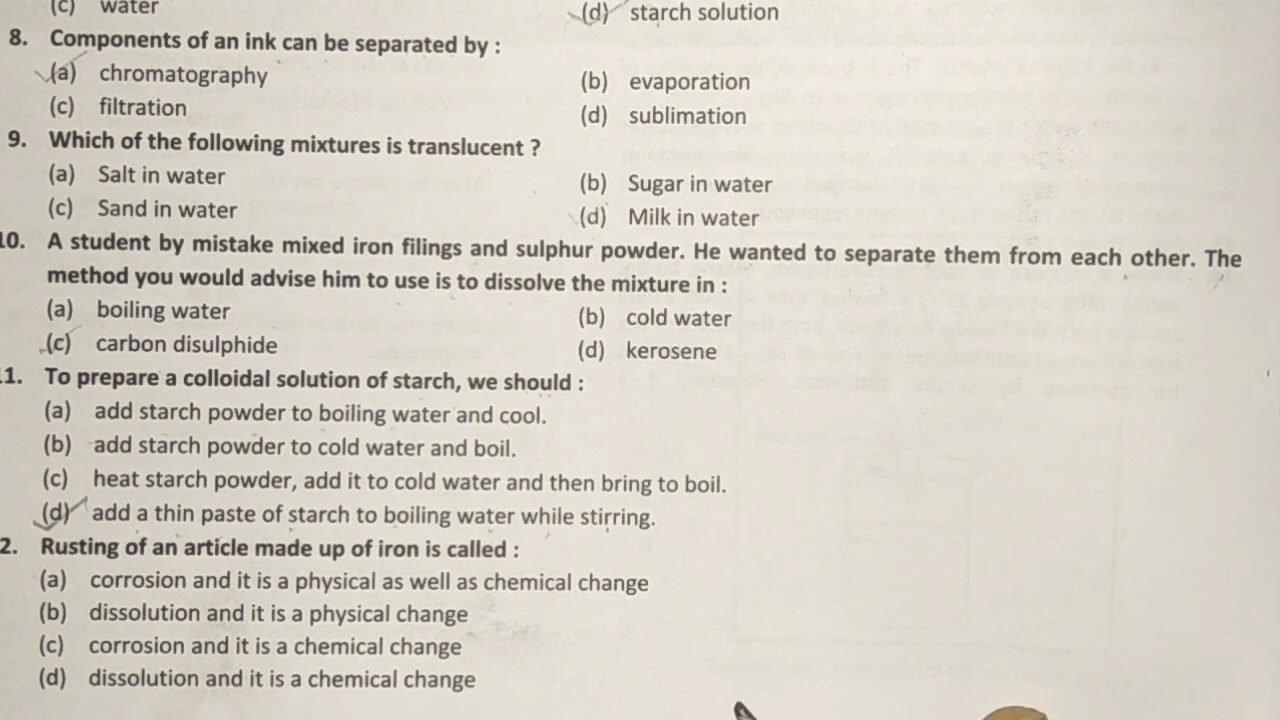 (c) water (d) starch solution
8. Components of an ink can be separated by :
(a) chromatography (b) evaporation
(c) filtration (d) sublimation
9. Which of the following mixtures is translucent ?
(a) Salt in water (b) Sugar in water
(c) Sand in water (d) Milk in water
10. A student by mistake mixed iron filings and sulphur powder. He wanted to separate them from each other. The
method you would advise him to use is to dissolve the mixture in :
(a) boiling water (b) cold water
(c) carbon disulphide (d) kerosene
1. To prepare a colloidal solution of starch, we should :
(a) add starch powder to boiling water and cool.
(b) add starch powder to cold water and boil.
(c) heat starch powder, add it to cold water and then bring to boil.
(d) add a thin paste of starch to boiling water while stirring.
2. Rusting of an article made up of iron is called :
(a) corrosion and it is a physical as well as chemical change
(b) dissolution and it is a physical change
(c) corrosion and it is a chemical change
(d) dissolution and it is a chemical change